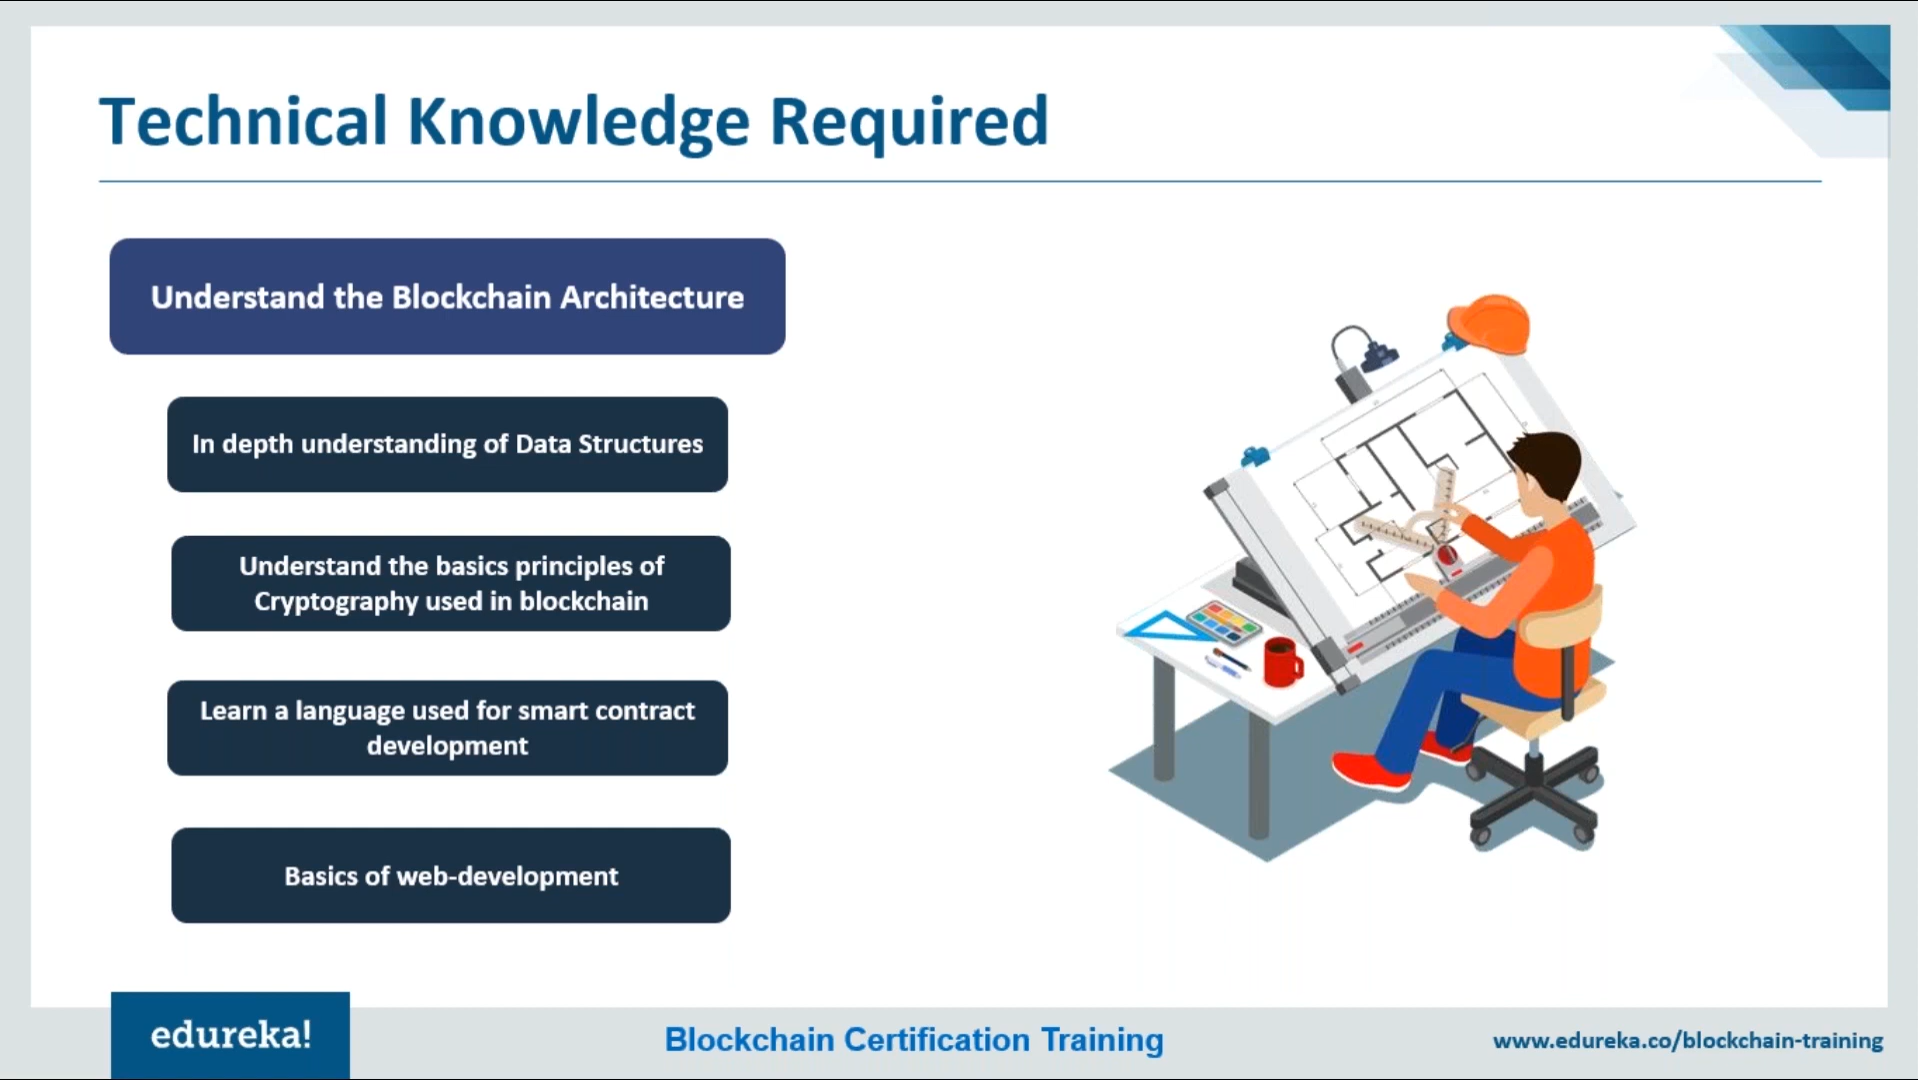 Technical Knowledge Required
Understand the Blockchain Architecture
In depth understanding of Data Structures
Understand the basics principles of
Cryptography used in blockchain
Learn a language used for smart contract
development
Basics of web-development
edureka!
Blockchain Certification Training
www.edureka.co/blockchain-training